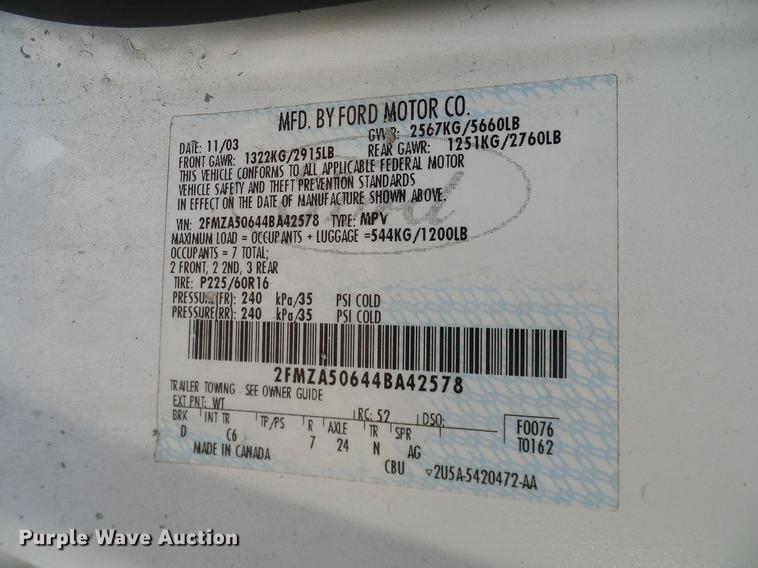 MFD. BY FORD MOTOR CO.
DATE: 11/03 GVWR: 2567KG/5660LB
FRONT GAWR: 1322KG/2915LB REAR GAWR: 1251KG/2760LB
THIS VEHICLE CONFORMS TO ALL APPLICABLE FEDERAL MOTOR
VEHICLE SAFETY AND THEFT PREVENTION STANDARDS
IN EFFECT ON THE DATE OF MANUFACTURE SHOWN ABOVE.
VIN: 2FMZA50644BA42578 TYPE: MPV
MAXIMUM LOAD = OCCUPANTS + LUGGAGE =544KG/1200LB
OCCUPANTS = 7 TOTAL;
2 FRONT, 2 2ND, 3 REAR
TIRE: P225/60R16
PRESSURE(FR): 240 kPa/35 PSI COLD
PRESSURE(RR): 240 kPa/35 PSI COLD
2FMZA50644BA42578
TRAILER TOWING - SEE OWNER GUIDE
EXT PNT: WT RC: 52 DSO:
BRK INT TR TP/PS R AXLE TR SPR F0076
D C6 7 24 N AG T0162
MADE IN CANADA CBU ▽2U5A-5420472-AA
Ford
Purple Wave Auction